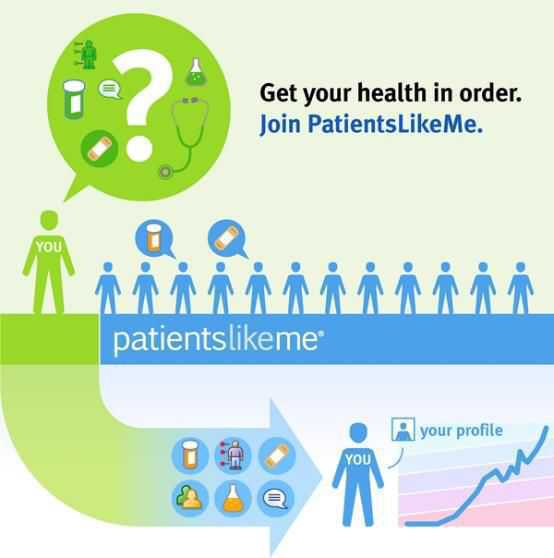 Get your health in order.
Join PatientsLikeMe.
YOU
patientslikeme®
your profile
YOU